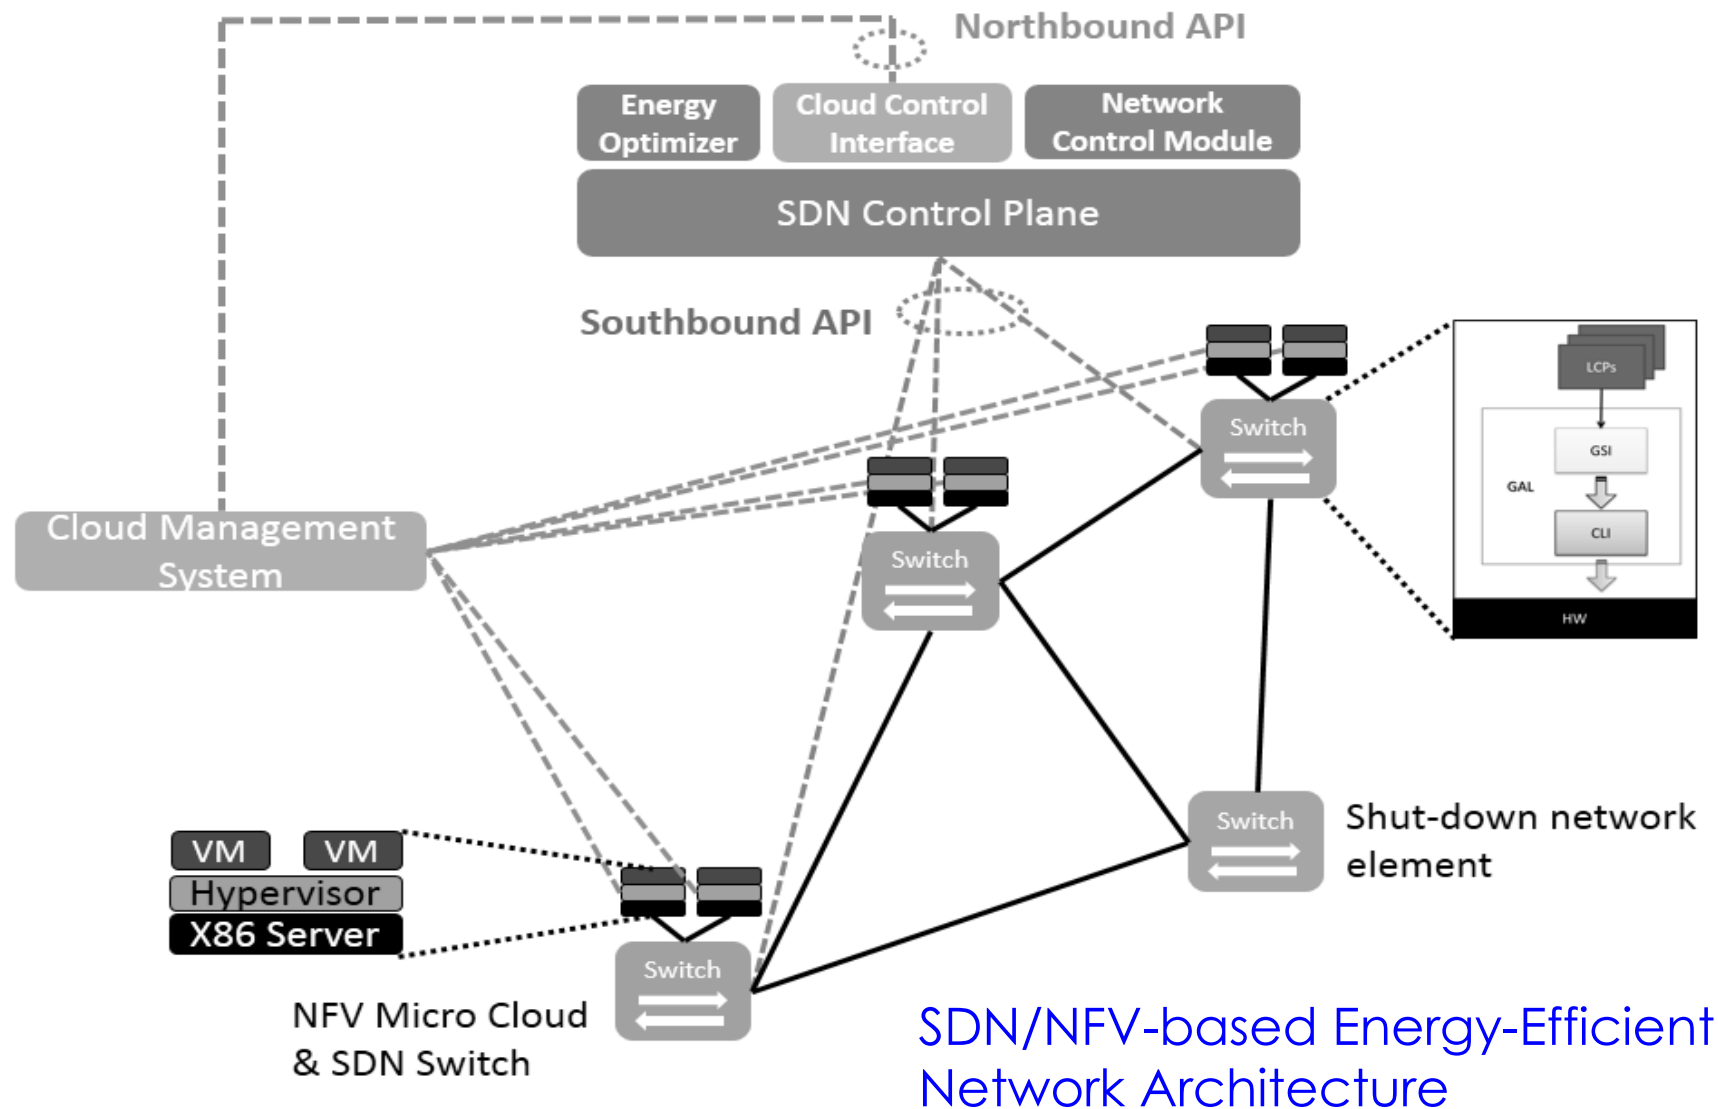 Northbound API
Energy
Optimizer
Cloud Control
Interface
Network
Control Module
SDN Control Plane
Southbound API
LCPs
GSI
GAL
CLI
HW
Switch
Switch
Cloud Management
System
Switch
Shut-down network
element
VM
VM
Hypervisor
X86 Server
Switch
NFV Micro Cloud
& SDN Switch
SDN/NFV-based Energy-Efficient
Network Architecture